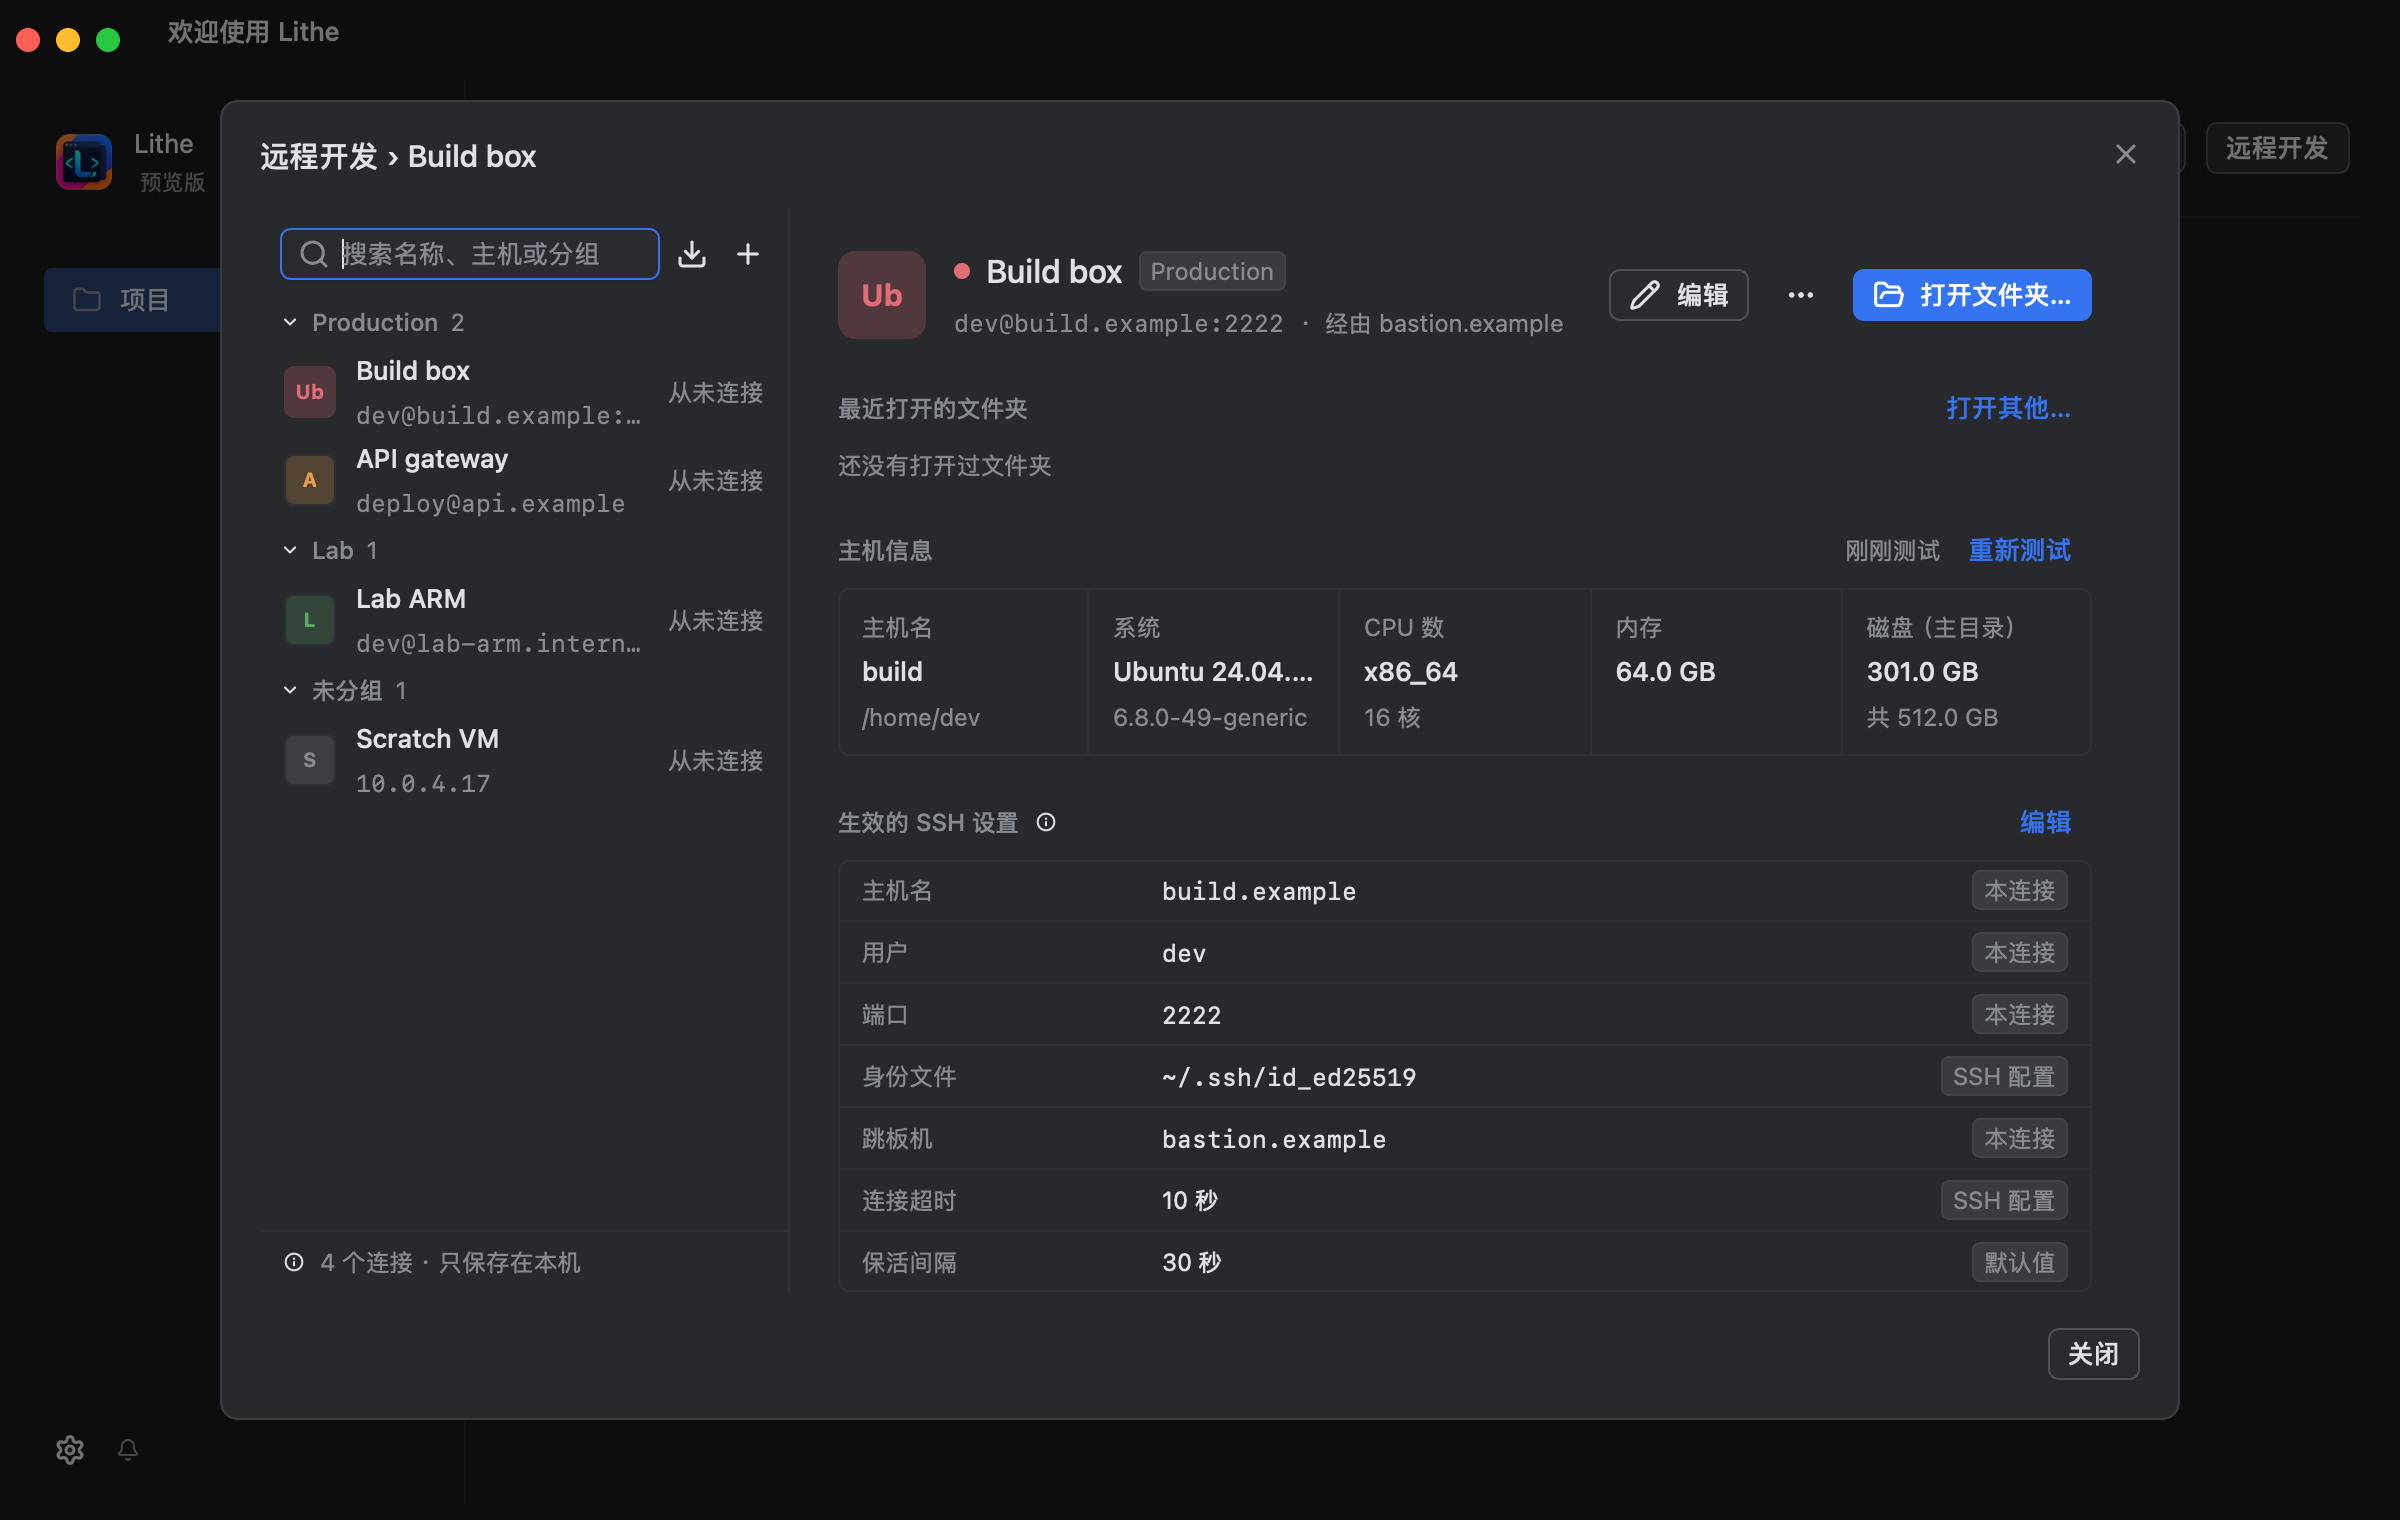 欢迎使用 Lithe
Lithe
预览版
远程开发
项目
远程开发 › Build box
搜索名称、主机或分组
Production 2
Ub
Build box
dev@build.example:…
从未连接
A
API gateway
deploy@api.example
从未连接
Lab 1
L
Lab ARM
dev@lab-arm.intern…
从未连接
未分组 1
S
Scratch VM
10.0.4.17
从未连接
4 个连接 · 只保存在本机
Ub
Build box
Production
dev@build.example:2222 · 经由 bastion.example
编辑
打开文件夹...
最近打开的文件夹
打开其他...
还没有打开过文件夹
主机信息
刚刚测试
重新测试
主机名
build
/home/dev
系统
Ubuntu 24.04....
6.8.0-49-generic
CPU 数
x86_64
16 核
内存
64.0 GB
磁盘（主目录）
301.0 GB
共 512.0 GB
生效的 SSH 设置
编辑
主机名 build.example 本连接
用户 dev 本连接
端口 2222 本连接
身份文件 ~/.ssh/id_ed25519 SSH 配置
跳板机 bastion.example 本连接
连接超时 10 秒 SSH 配置
保活间隔 30 秒 默认值
关闭